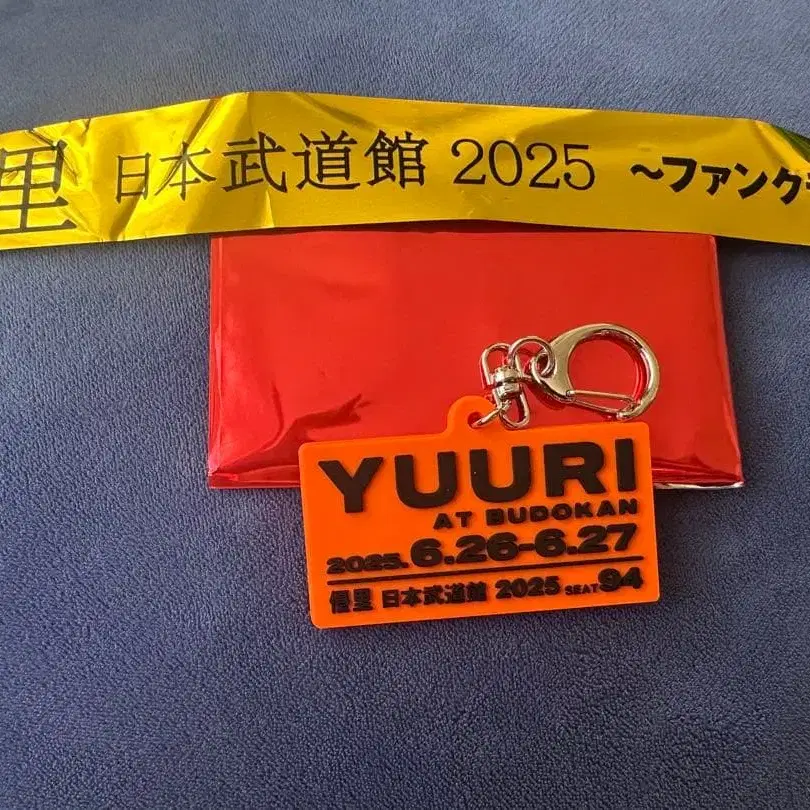 里 日本武道館 2025 〜ファンク
YUURI
AT BUDOKAN
2025. 6.26-6.27
優里 日本武道館 2025 SEAT 94